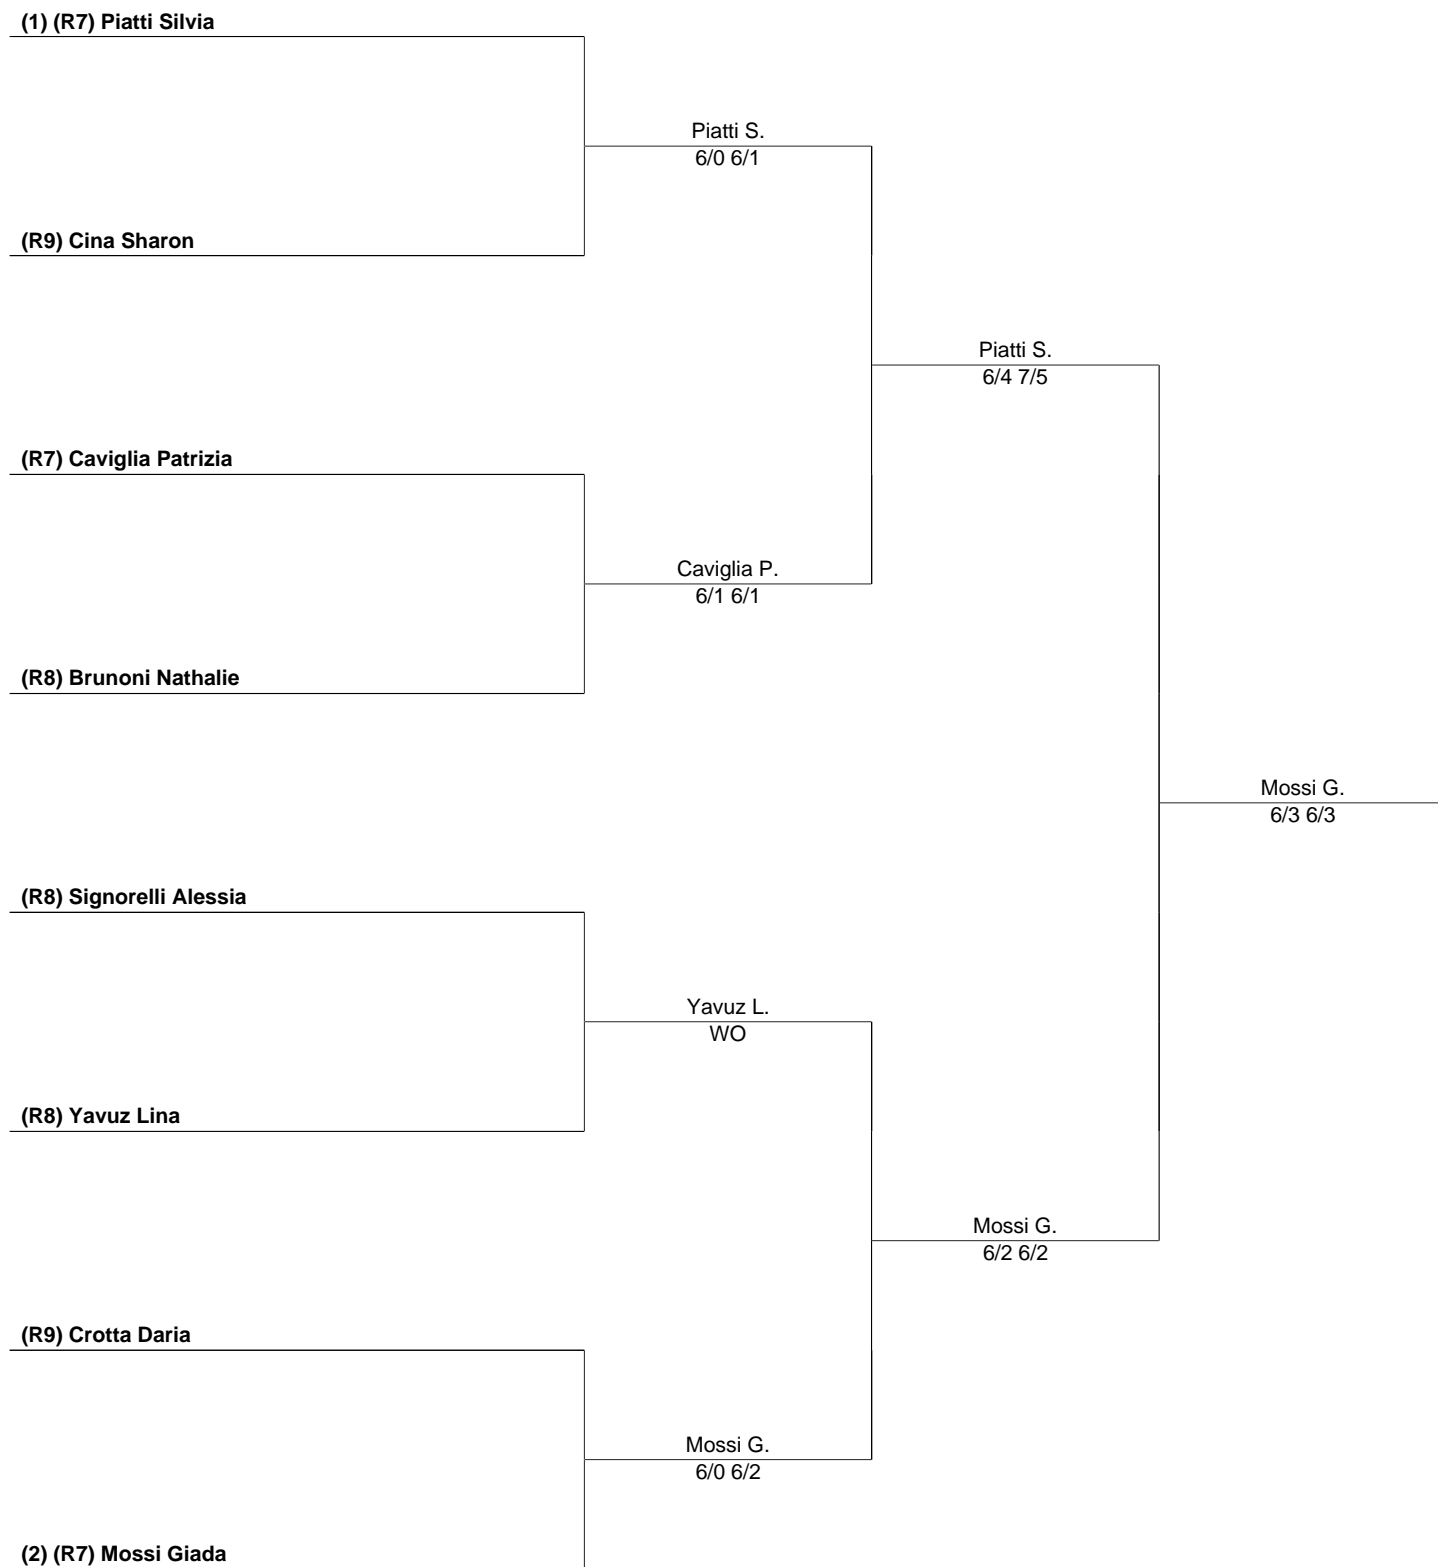 (1) (R7) Piatti Silvia
Piatti S.
6/0 6/1
(R9) Cina Sharon
Piatti S.
6/4 7/5
(R7) Caviglia Patrizia
Caviglia P.
6/1 6/1
(R8) Brunoni Nathalie
Mossi G.
6/3 6/3
(R8) Signorelli Alessia
Yavuz L.
WO
(R8) Yavuz Lina
Mossi G.
6/2 6/2
(R9) Crotta Daria
Mossi G.
6/0 6/2
(2) (R7) Mossi Giada